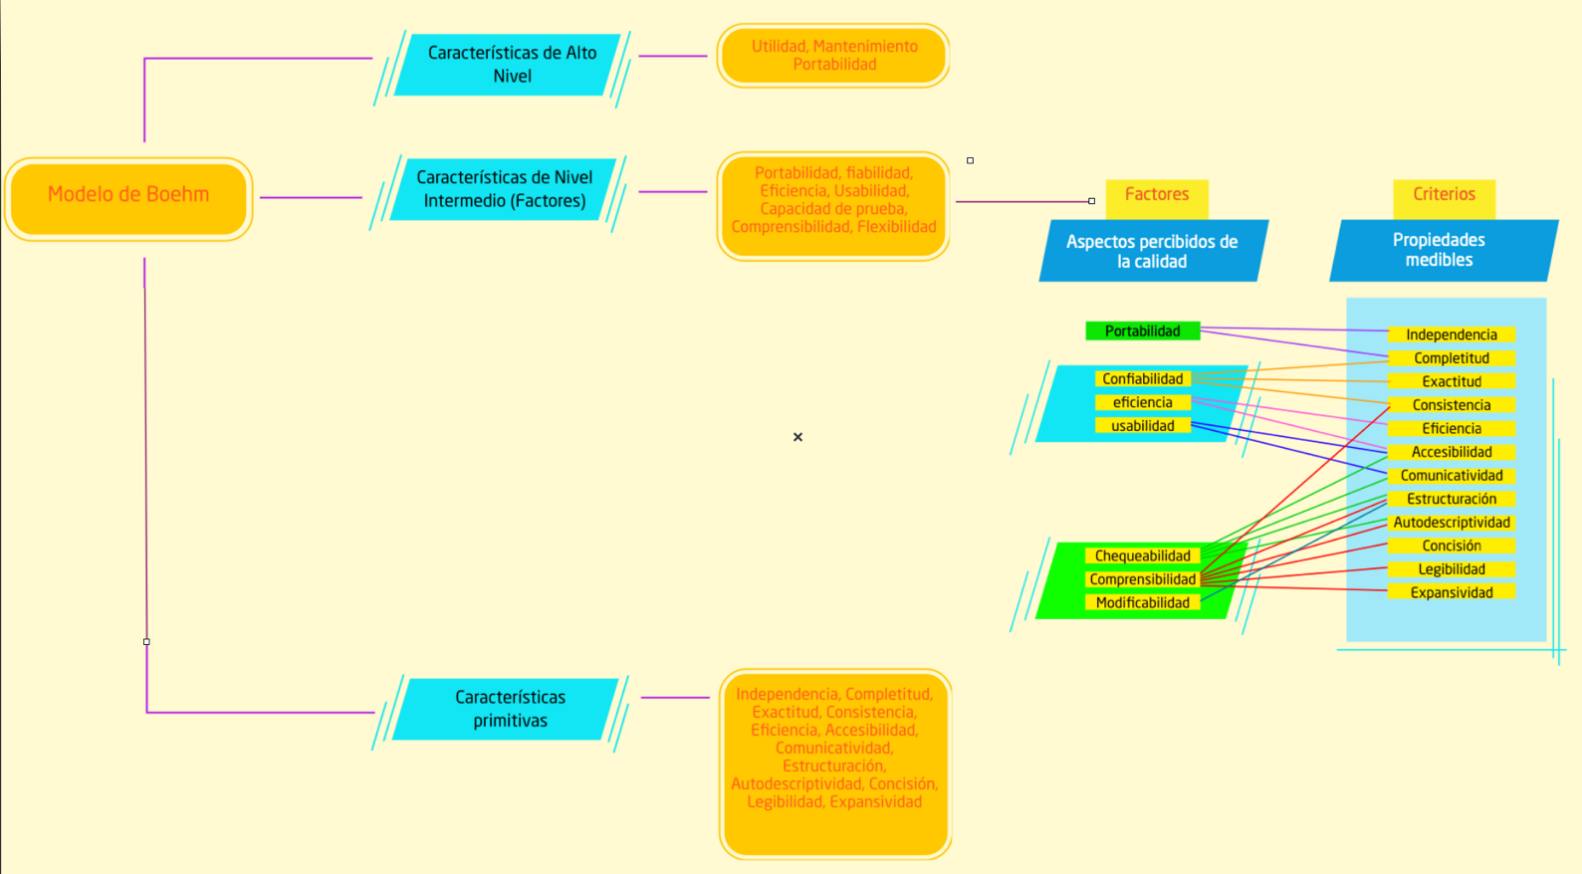 Modelo de Boehm
Característícas de Alto
Nivel
Utilidad, Mantenimiento
Portabilidad
Característícas de Nivel
Intermedio (Factores)
Portabilidad, fiabilidad,
Eficiencia, Usabilidad,
Capacidad de prueba,
Comprensibilidad, Flexibilidad
Característícas
primitivas
Independencia, Completitud,
Exactitud, Consistencia,
Eficiencia, Accesibilidad,
Comunicatividad,
Estructuración,
Autodescriptividad, Concisión,
Legibilidad, Expansividad
Factores
Aspectos percibidos de
la calidad
Portabilidad
Confiabilidad
eficiencia
usabilidad
Chequeabilidad
Comprensibilidad
Modificabilidad
Criterios
Propiedades
medibles
Independencia
Completitud
Exactitud
Consistencia
Eficiencia
Accesibilidad
Comunicatividad
Estructuración
Autodescriptividad
Concisión
Legibilidad
Expansividad